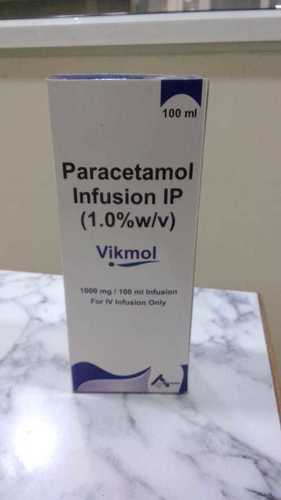 100 ml
Paracetamol
Infusion IP
(1.0%w/v)
Vikmol
1000 mg / 100 ml Infusion
For IV Infusion Only